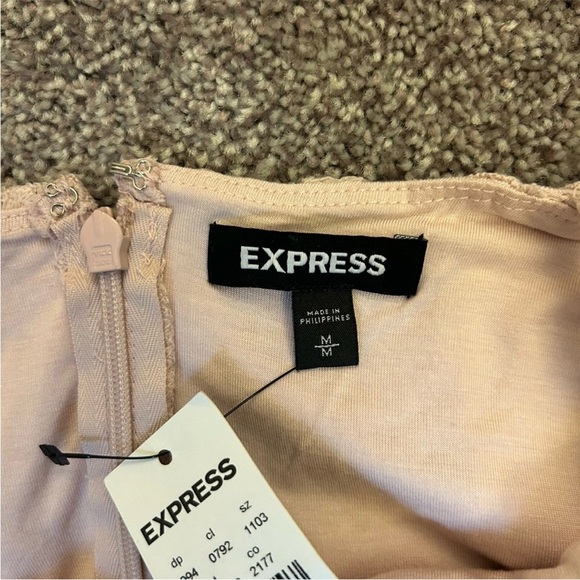 EXPRESS
MADE IN
PHILIPPINES
M
M
EXPRESS
dp cl sz
0792 1103
co
2177